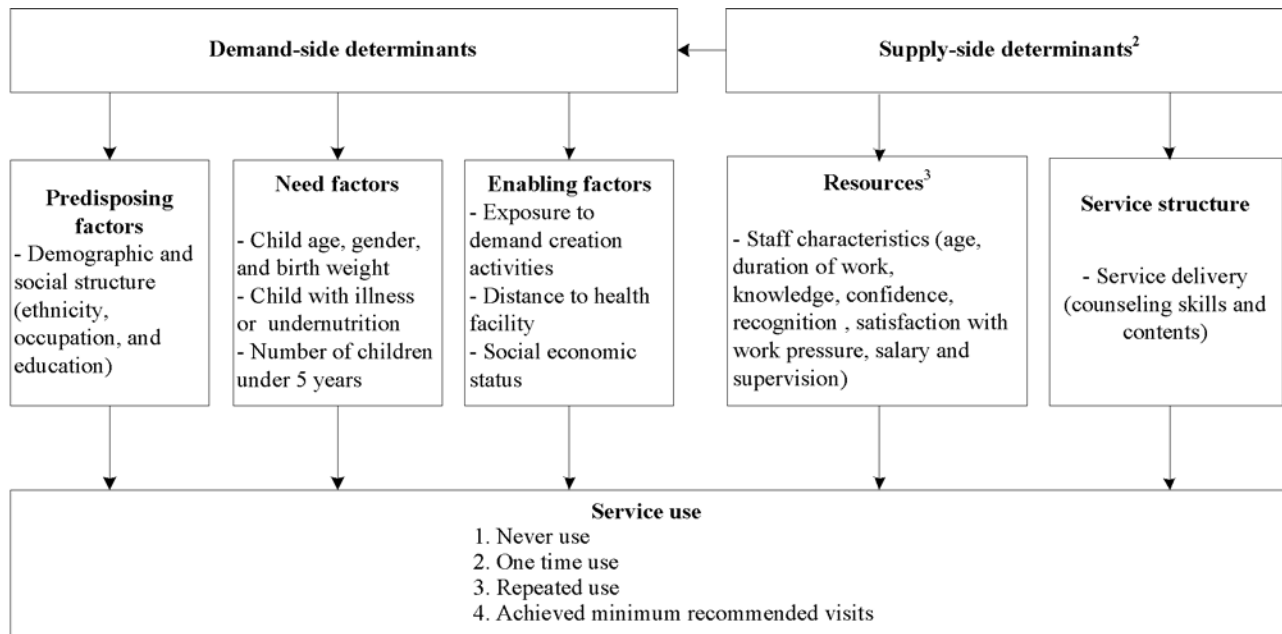 Demand-side determinants
Supply-side determinants2
Predisposing
factors
- Demographic and
social structure
(ethnicity,
occupation, and
education)
Need factors
- Child age, gender,
and birth weight
- Child with illness
or undernutrition
- Number of children
under 5 years
Enabling factors
- Exposure to
demand creation
activities
- Distance to health
facility
- Social economic
status
Resources3
- Staff characteristics (age,
duration of work,
knowledge, confidence,
recognition , satisfaction with
work pressure, salary and
supervision)
Service structure
- Service delivery
(counseling skills and
contents)
Service use
1. Never use
2. One time use
3. Repeated use
4. Achieved minimum recommended visits